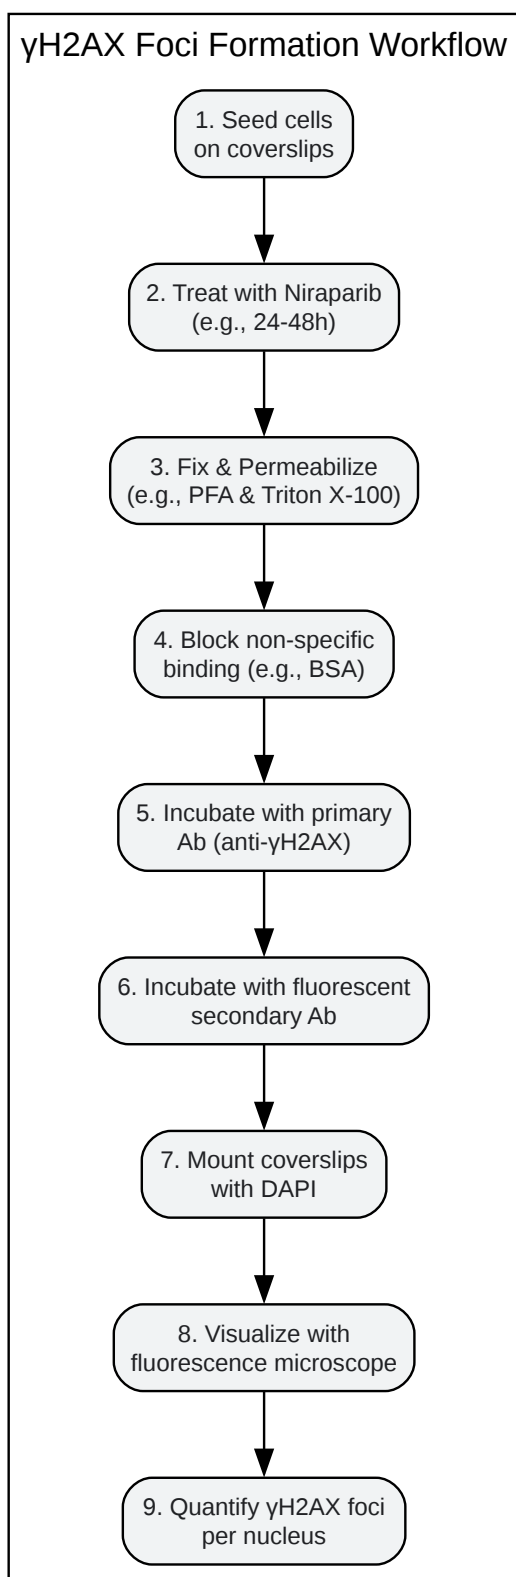 γH2AX Foci Formation Workflow
1. Seed cells
on coverslips
2. Treat with Niraparib
(e.g., 24-48h)
3. Fix & Permeabilize
(e.g., PFA & Triton X-100)
4. Block non-specific
binding (e.g., BSA)
5. Incubate with primary
Ab (anti-γH2AX)
6. Incubate with fluorescent
secondary Ab
7. Mount coverslips
with DAPI
8. Visualize with
fluorescence microscope
9. Quantify γH2AX foci
per nucleus